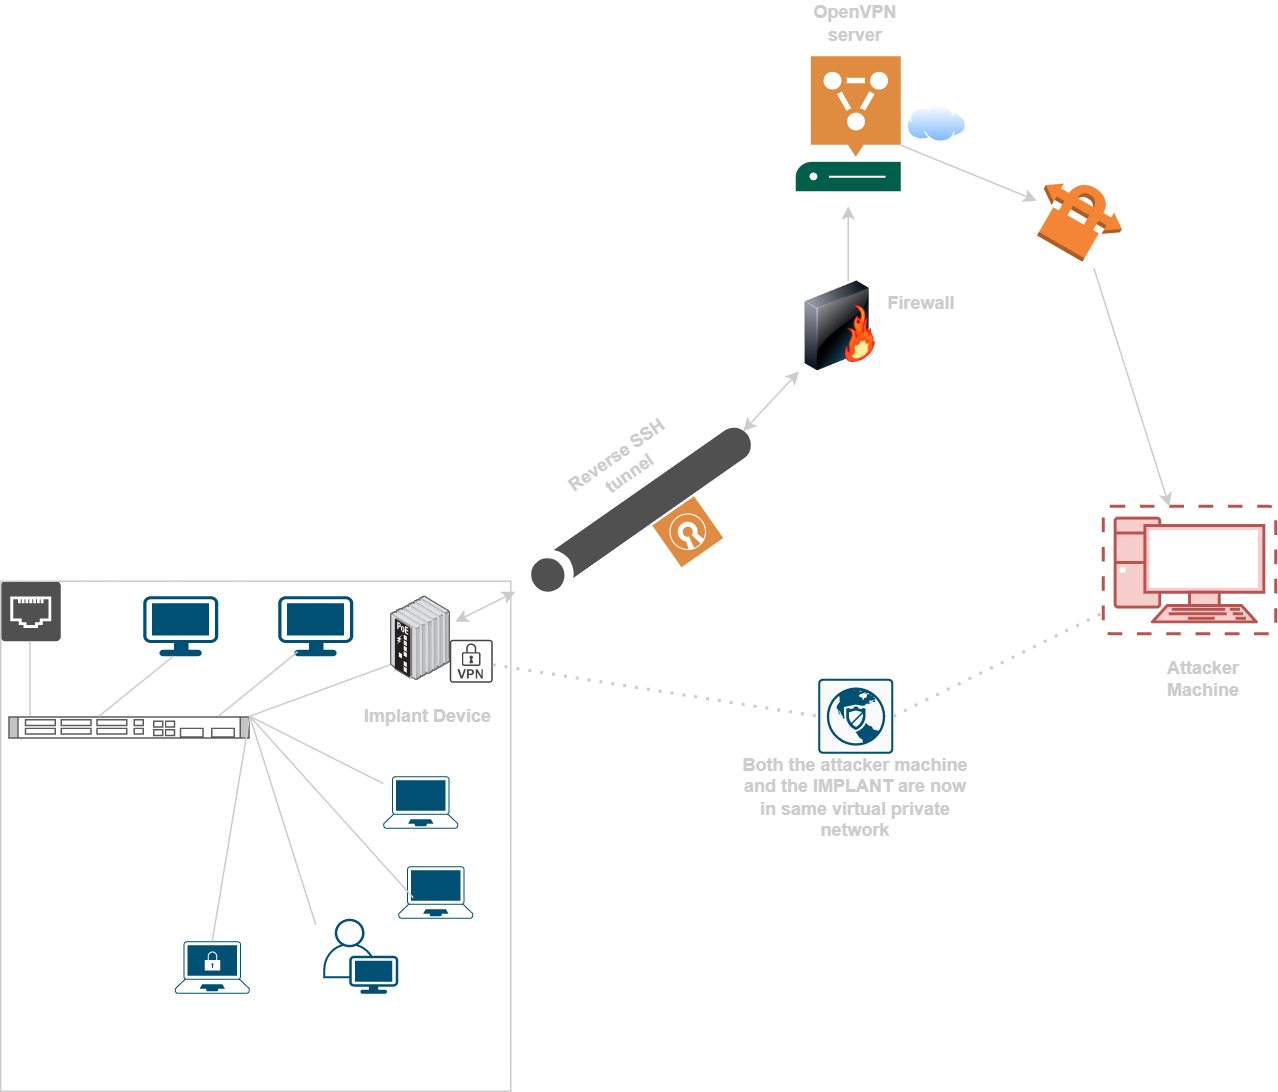 OpenVPN
server
Firewall
Reverse SSH
tunnel
PoE
VPN
Implant Device
Attacker
Machine
Both the attacker machine
and the IMPLANT are now
in same virtual private
network